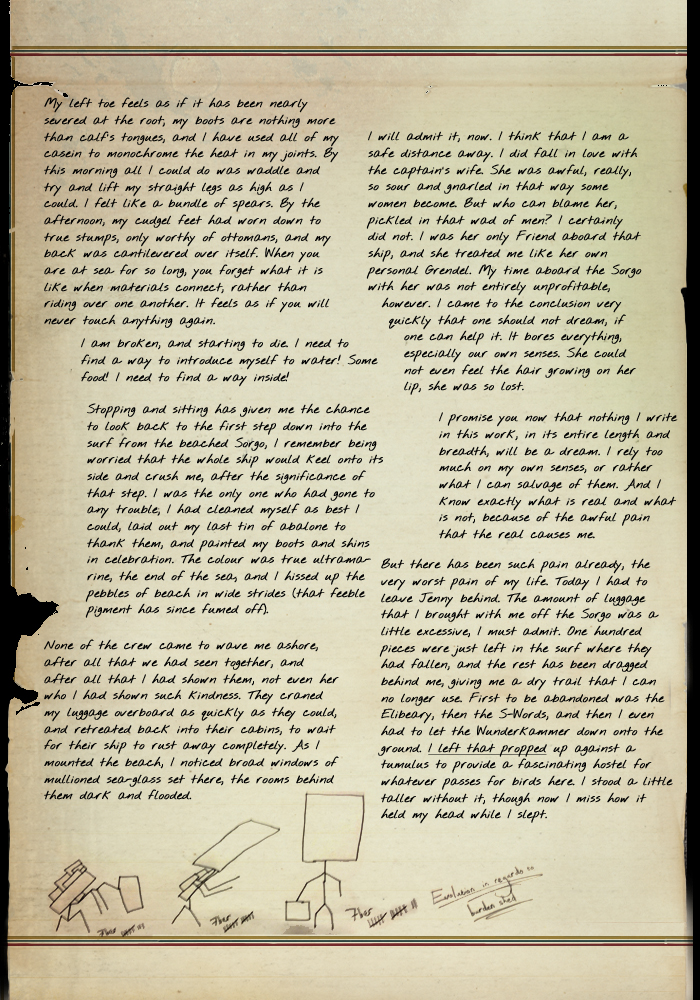 My left toe feels as if it has been nearly
severed at the root, my boots are nothing more
than calf's tongues, and I have used all of my
casein to monochrome the heat in my joints. By
this morning all I could do was waddle and
try and lift my straight legs as high as I
could. I felt like a bundle of spears. By the
afternoon, my cudgel feet had worn down to
true stumps, only worthy of ottomans, and my
back was cantilevered over itself. When you
are at sea for so long, you forget what it is
like when materials connect, rather than
riding over one another. It feels as if you will
never touch anything again.
I am broken, and starting to die. I need to
find a way to introduce myself to water! Some
food! I need to find a way inside!
Stopping and sitting has given me the chance
to look back to the first step down into the
surf from the beached Sorgo, I remember being
worried that the whole ship would keel onto its
side and crush me, after the significance of
that step. I was the only one who had gone to
any trouble, I had cleaned myself as best I
could, laid out my last tin of abalone to
thank them, and painted my boots and shins
in celebration. The colour was true ultrama-
rine, the end of the sea, and I hissed up the
pebbles of beach in wide strides (that feeble
pigment has since fumed off).
None of the crew came to wave me ashore,
after all that we had seen together, and
after all that I had shown them, not even her
who I had shown such kindness. They craned
my luggage overboard as quickly as they could,
and retreated back into their cabins, to wait
for their ship to rust away completely. As I
mounted the beach, I noticed broad windows of
mullioned sea-glass set there, the rooms behind
them dark and flooded.
I will admit it, now. I think that I am a
safe distance away. I did fall in love with
the captain's wife. She was awful, really,
so sour and gnarled in that way some
women become. But who can blame her,
pickled in that wad of men? I certainly
did not. I was her only Friend aboard that
ship, and she treated me like her own
personal Grendel. My time aboard the Sorgo
with her was not entirely unprofitable,
however. I came to the conclusion very
quickly that one should not dream, if
one can help it. It bores everything,
especially our own senses. She could
not even feel the hair growing on her
lip, she was so lost.
I promise you now that nothing I write
in this work, in its entire length and
breadth, will be a dream. I rely too
much on my own senses, or rather
what I can salvage of them. And I
know exactly what is real and what
is not, because of the awful pain
that the real causes me.
But there has been such pain already, the
very worst pain of my life. Today I had to
leave Jenny behind. The amount of luggage
that I brought with me off the Sorgo was a
little excessive, I must admit. One hundred
pieces were just left in the surf where they
had fallen, and the rest has been dragged
behind me, giving me a dry trail that I can
no longer use. First to be abandoned was the
Elibeary, then the S-Words, and then I even
had to let the Wunderkammer down onto the
ground. I left that propped up against a
tumulus to provide a fascinating hostel for
whatever passes for birds here. I stood a little
taller without it, though now I miss how it
held my head while I slept.
7hr
7hr
7hr
in regards to
burden shed